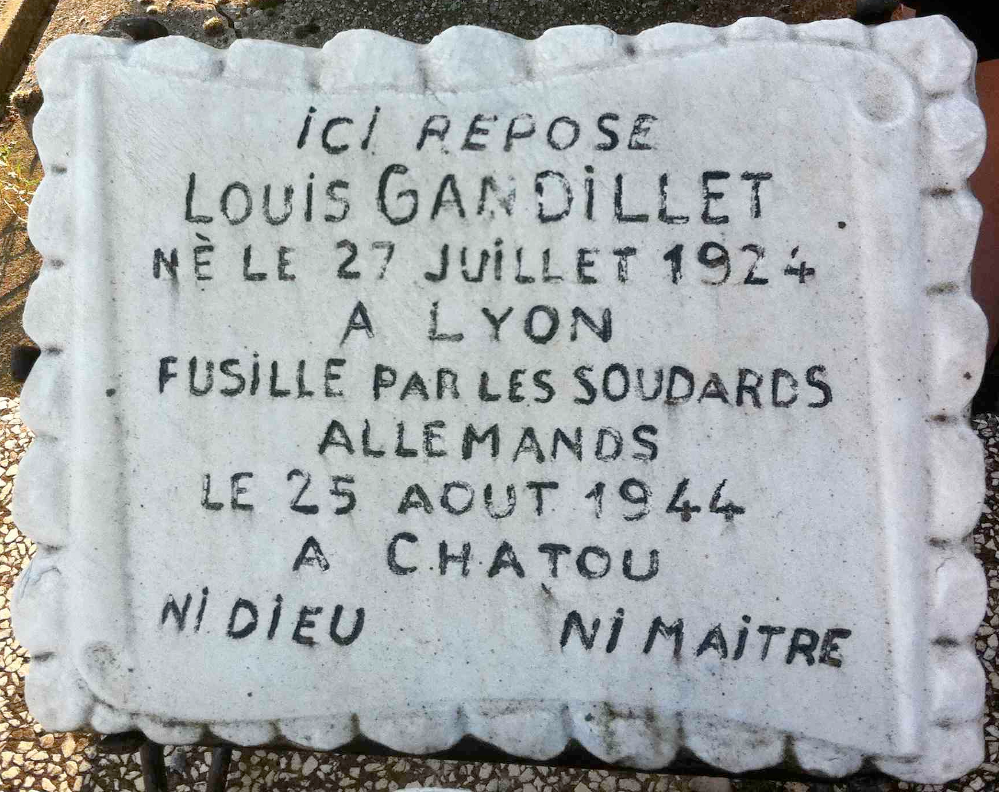 iCi REPOSE
LOUiS GANDiLLET
NÈ LE 27 JUiLLET 1924
A LYON
FUSiLLE PAR LES SOUDARDS
ALLEMANDS
LE 25 AOUT 1944
A CHATOU
Ni DiEU Ni MAiTRE